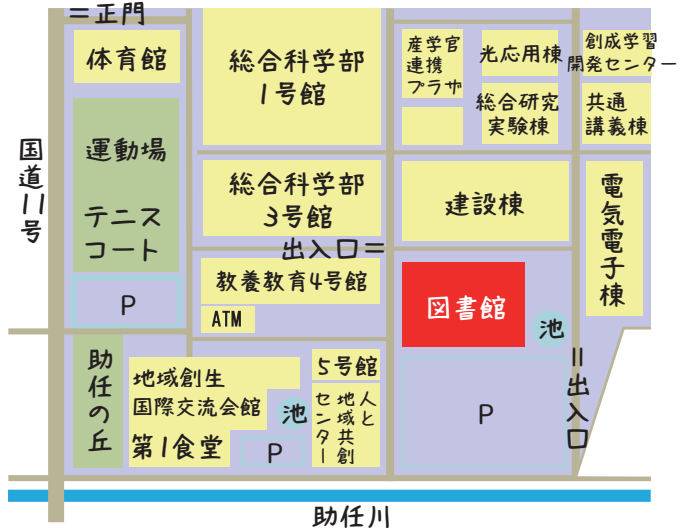 ＝正門
体育館
総合科学部
1号館
産学官
連携
プラザ
光応用棟
創成学習
開発センター
総合研究
実験棟
共通
講義棟
国道11号
運動場
テニス
コート
P
総合科学部
3号館
建設棟
電気電子棟
出入口＝
教養教育4号館
ATM
図書館
池
助任の丘
地域創生
国際交流会館
第1食堂
池
P
5号館
人と
地域共創
センター
P
＝出入口
助任川